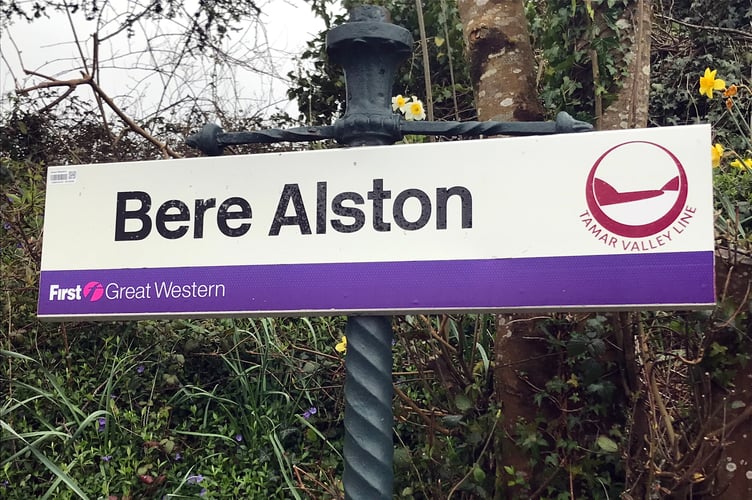 Bere Alston
TAMAR VALLEY LINE
First Great Western